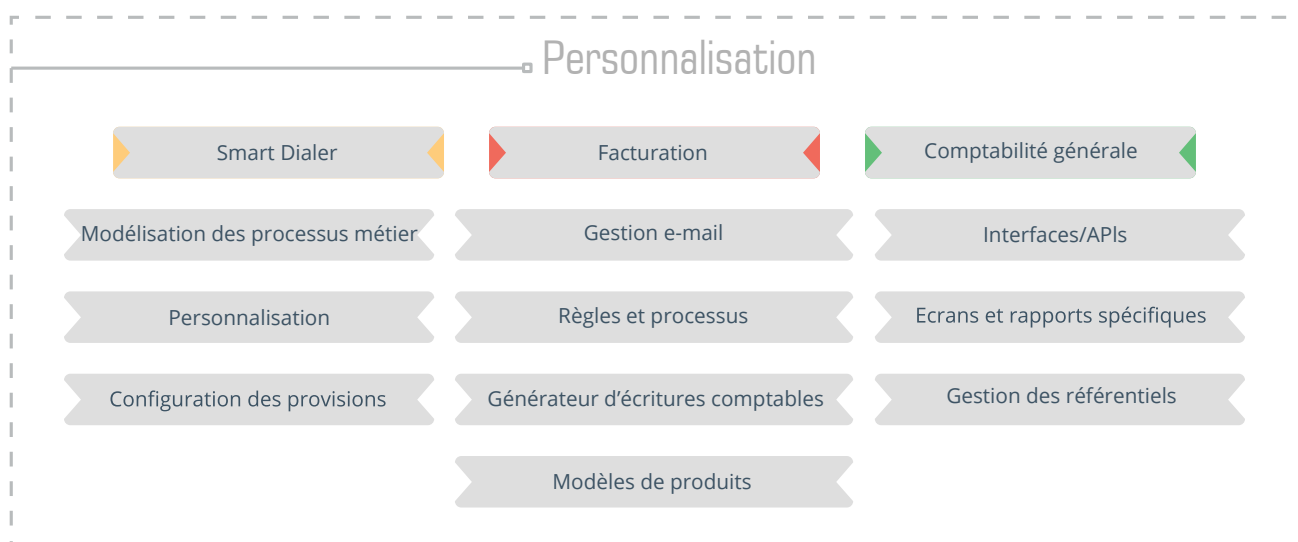 Personnalisation
Smart Dialer
Facturation
Comptabilité générale
Modélisation des processus métier
Gestion e-mail
Interfaces/APIs
Personnalisation
Règles et processus
Ecrans et rapports spécifiques
Configuration des provisions
Générateur d’écritures comptables
Gestion des référentiels
Modèles de produits